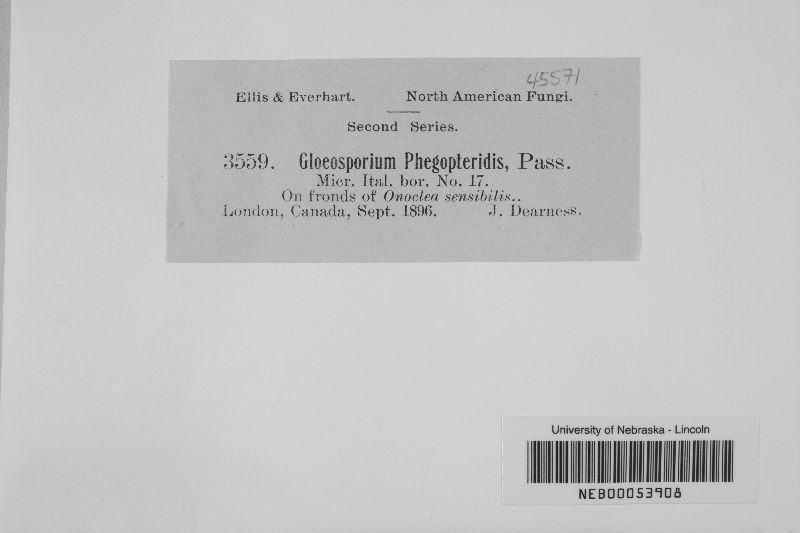 45571
Ellis & Everhart. North American Fungi.
Second Series.
3559. Gloeosporium Phegopteridis, Pass.
Micr. Ital. bor. No. 17.
On fronds of Onoclea sensibilis..
London, Canada, Sept. 1896. J. Dearness.
University of Nebraska - Lincoln
NEB00053908